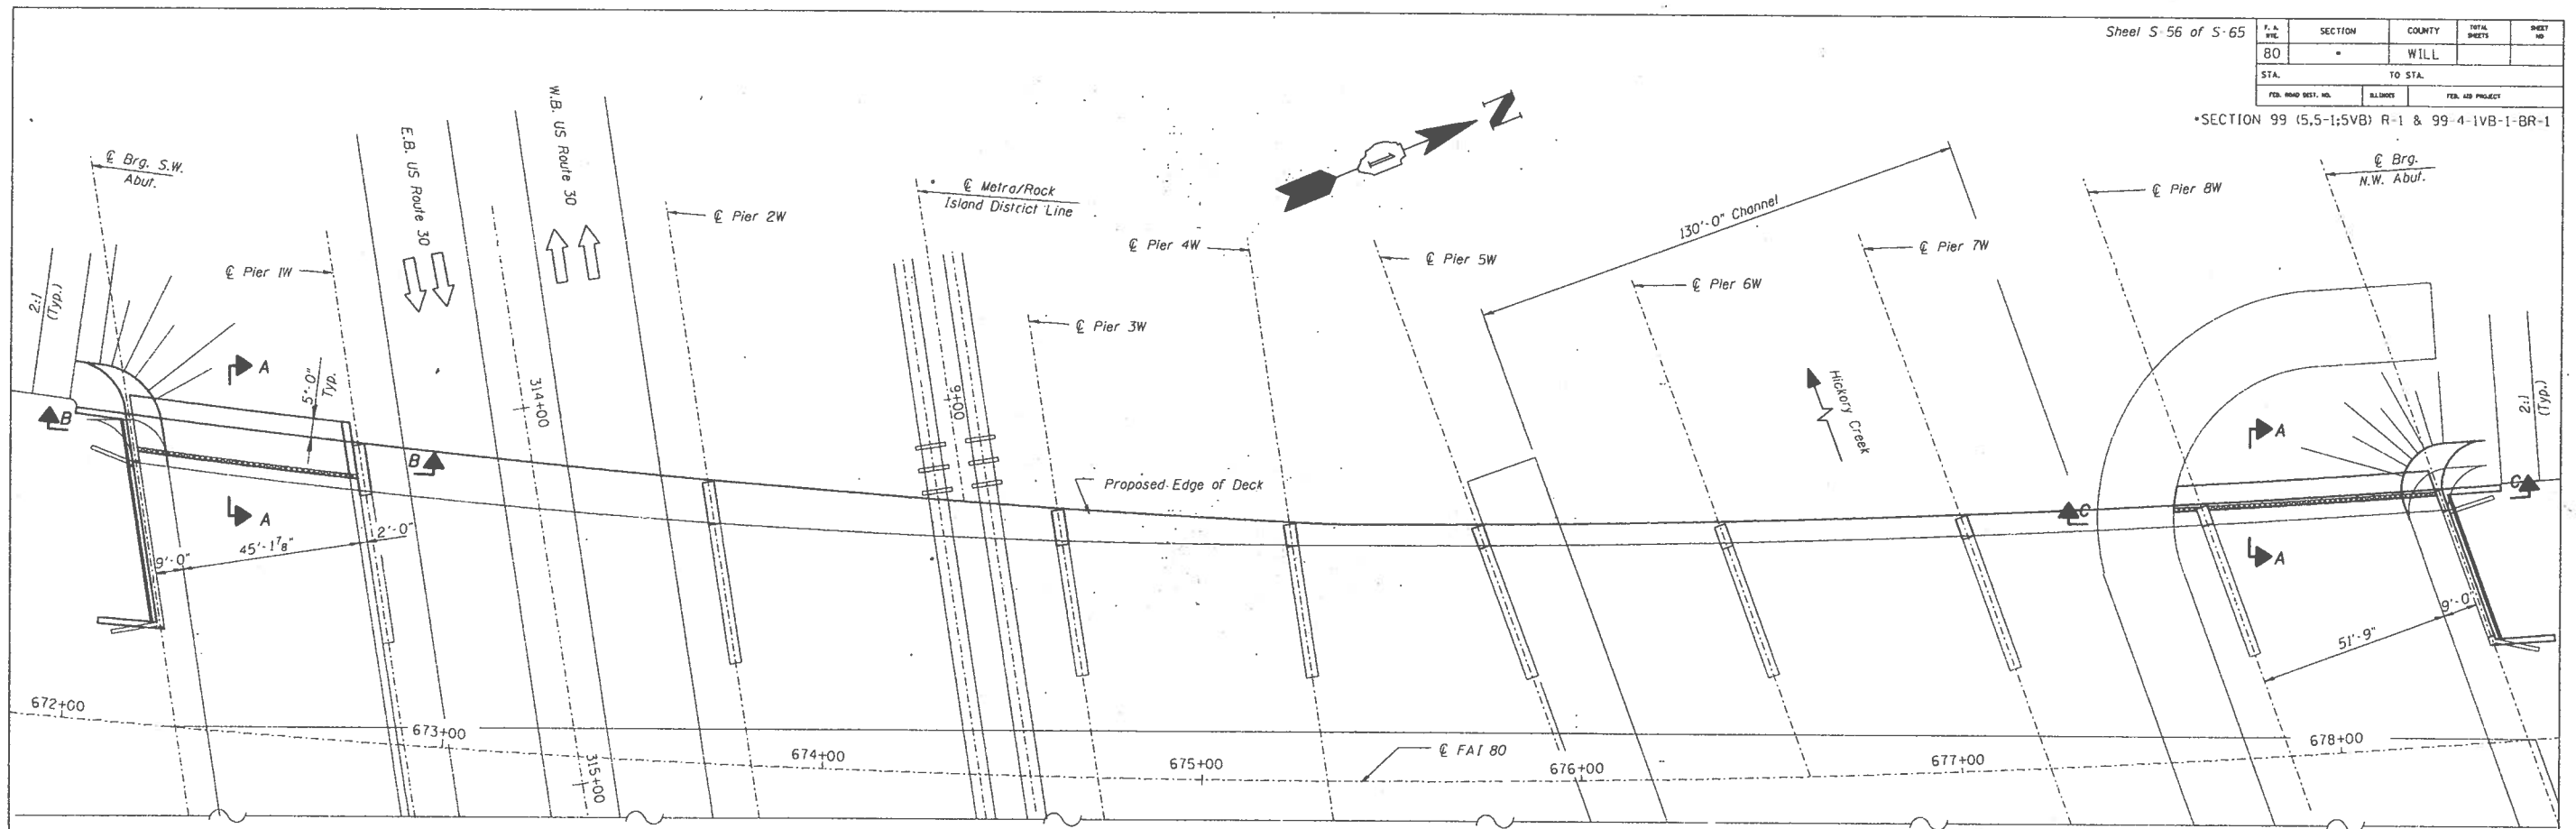 Sheet S-56 of S-65
F. A. RTE.
SECTION
COUNTY
TOTAL SHEETS
SHEET NO
80
•
WILL
STA.
TO STA.
FED. ROAD DIST. NO.
ILLINOIS
FED. AID PROJECT
•SECTION 99 (5,5-1;5VB) R-1 & 99-4-1VB-1-BR-1
N
1
℄ Brg. S.W.
Abut.
E.B. US Route 30
W.B. US Route 30
℄ Pier 1W
℄ Pier 2W
℄ Metra/Rock
Island District Line
℄ Pier 3W
℄ Pier 4W
℄ Pier 5W
130'-0" Channel
℄ Pier 6W
℄ Pier 7W
℄ Pier 8W
℄ Brg.
N.W. Abut.
2:1
(Typ.)
A
5'-0"
Typ.
314+00
9+00
Hickory Creek
A
2:1
(Typ.)
B
B
Proposed Edge of Deck
C
C
A
A
9'-0"
45'-1⅞"
2'-0"
51'-9"
9'-0"
672+00
673+00
315+00
674+00
675+00
℄ FAI 80
676+00
677+00
678+00